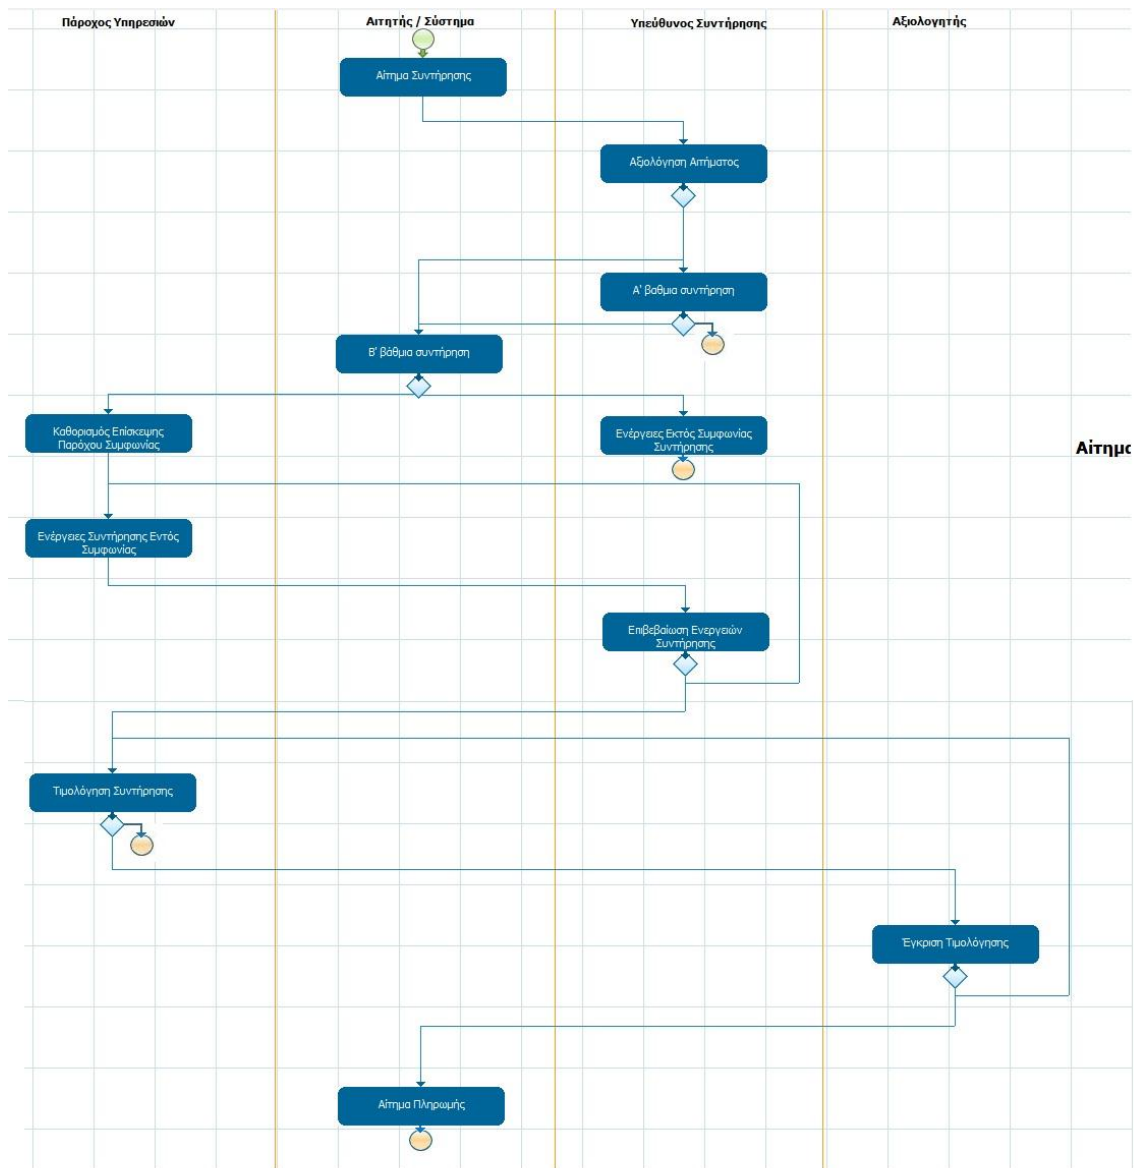 Πάροχος Υπηρεσιών
Αιτητής / Σύστημα
Υπεύθυνος Συντήρησης
Αξιολογητής
Αίτημα Συντήρησης
Αξιολόγηση Αιτήματος
Α' βαθμια συντήρηση
Β' βάθμια συντήρηση
Καθορισμός Επίσκεψης
Παρόχου Συμφωνίας
Ενέργειες Εκτός Συμφωνίας
Συντήρησης
Αίτημα
Ενέργειες Συντήρησης Εντός
Συμφωνίας
Επιβεβαίωση Ενεργειών
Συντήρησης
Τιμολόγηση Συντήρησης
Έγκριση Τιμολόγησης
Αίτημα Πληρωμής